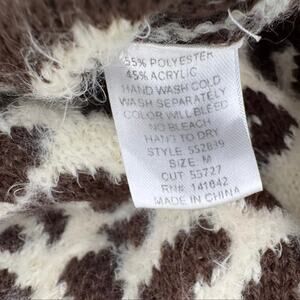 55% POLYESTER
45% ACRYLIC
HAND WASH COLD
WASH SEPARATELY
COLOR WILL BLEED
NO BLEACH
HANG TO DRY
STYLE 552839
SIZE: M
CUT 55727
RN#: 141842
MADE IN CHINA